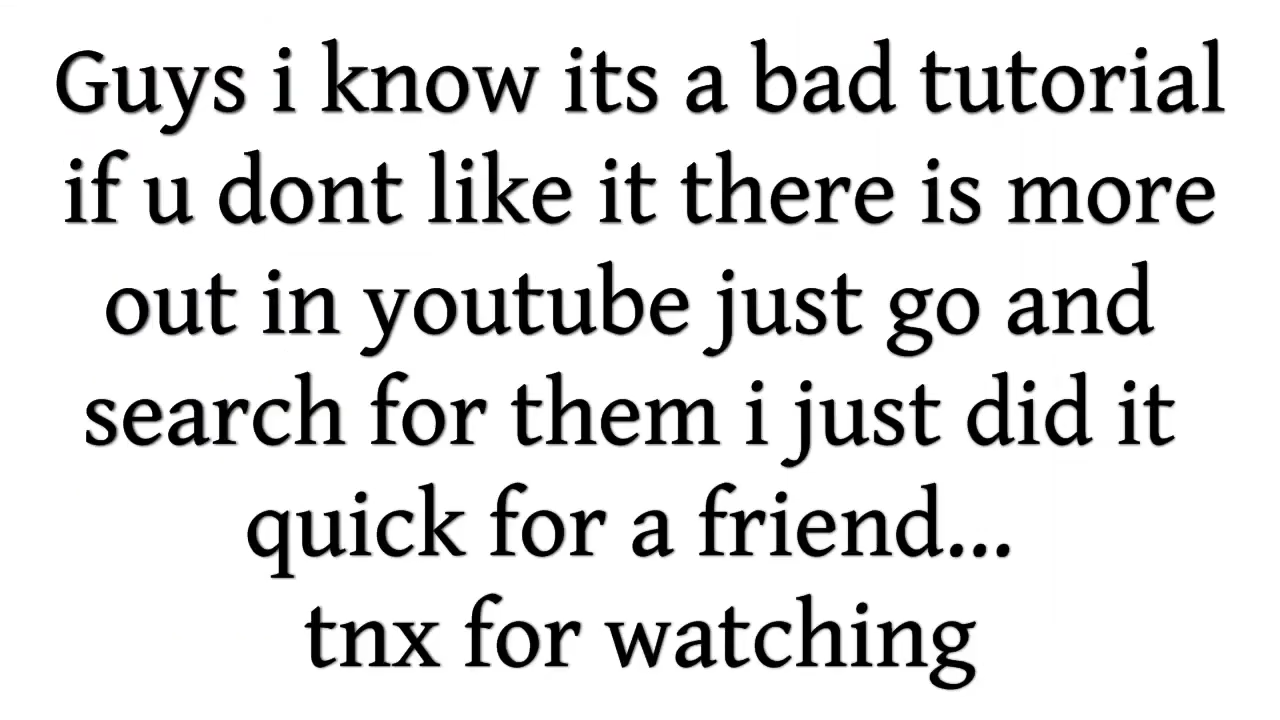 Guys i know its a bad tutorial
if u dont like it there is more
out in youtube just go and
search for them i just did it
quick for a friend...
tnx for watching